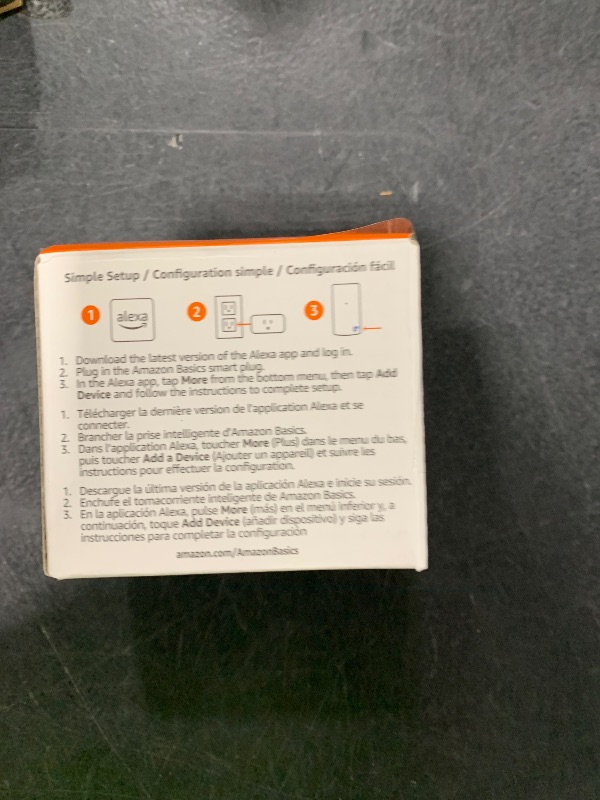 Simple Setup / Configuration simple / Configuración fácil
1 alexa 2 3
1. Download the latest version of the Alexa app and log in.
2. Plug in the Amazon Basics smart plug.
3. In the Alexa app, tap More from the bottom menu, then tap Add
Device and follow the instructions to complete setup.
1. Télécharger la dernière version de l'application Alexa et se
connecter.
2. Brancher la prise intelligente d'Amazon Basics.
3. Dans l'application Alexa, toucher More (Plus) dans le menu du bas,
puis toucher Add a Device (Ajouter un appareil) et suivre les
instructions pour effectuer la configuration.
1. Descargue la última versión de la aplicación Alexa e inicie su sesión.
2. Enchufe el tomacorriente inteligente de Amazon Basics.
3. En la aplicación Alexa, pulse More (más) en el menú inferior y, a
continuación, toque Add Device (añadir dispositivo) y siga las
instrucciones para completar la configuración
amazon.com/AmazonBasics